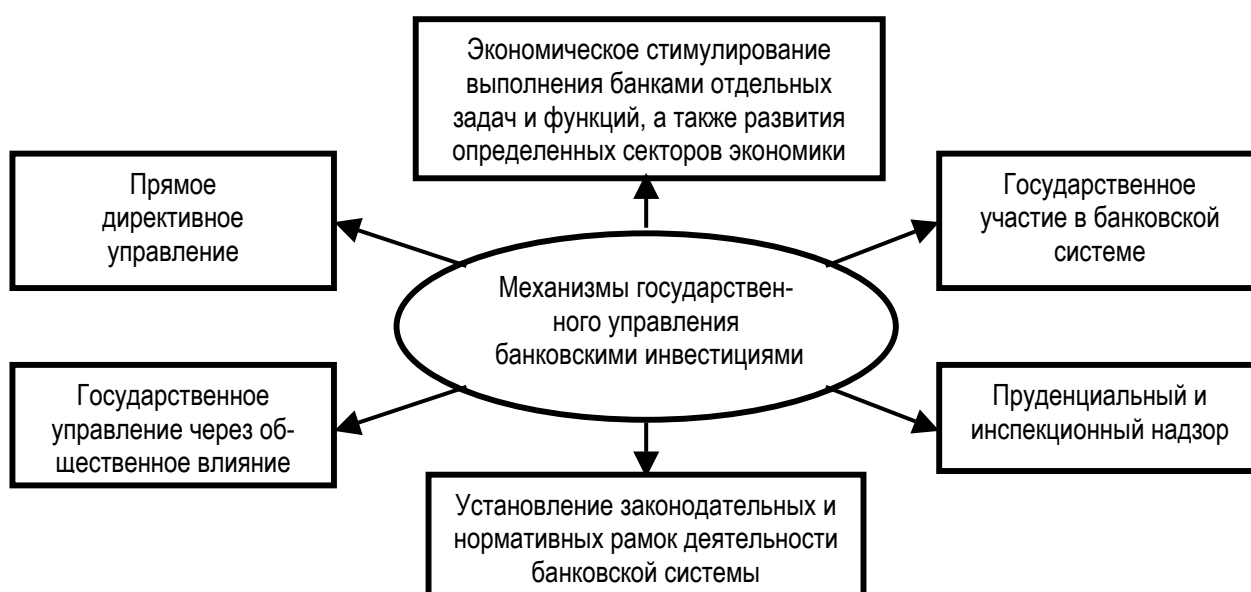 Экономическое стимулирование
выполнения банками отдельных
задач и функций, а также развития
определенных секторов экономики
Прямое
директивное
управление
Государственное
участие в банковской
системе
Механизмы государствен-
ного управления
банковскими инвестициями
Государственное
управление через об-
щественное влияние
Пруденциальный и
инспекционный надзор
Установление законодательных и
нормативных рамок деятельности
банковской системы